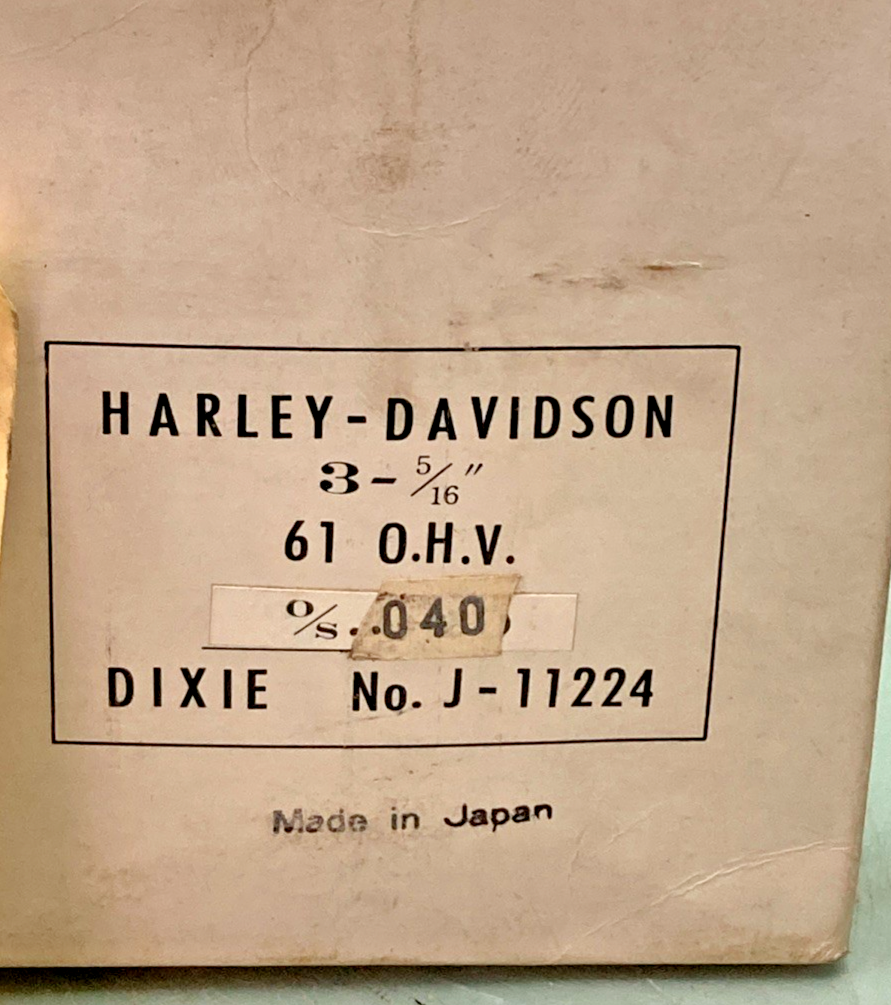 HARLEY-DAVIDSON
3-5/16"
61 O.H.V.
O/S .040
DIXIE No. J-11224
Made in Japan